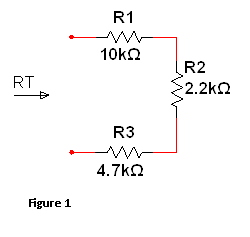 R1
10kΩ
R2
2.2kΩ
RT
R3
4.7kΩ
Figure 1